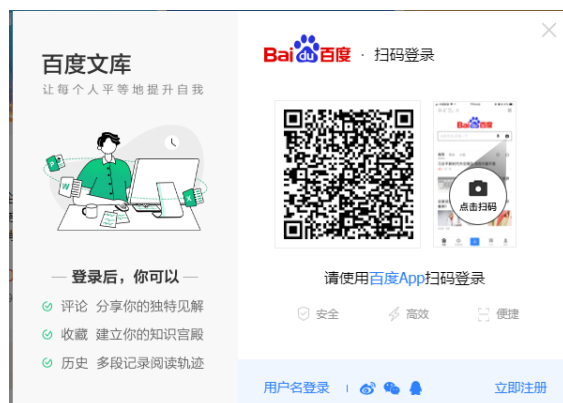 百度文库
让每个人平等地提升自我
P
W
X
登录后，你可以
评论 分享你的独特见解
收藏 建立你的知识宫殿
历史 多段记录阅读轨迹
Bai du 百度 · 扫码登录
Bai du 百度
点击扫码
请使用百度App扫码登录
安全 高效 便捷
用户名登录 立即注册